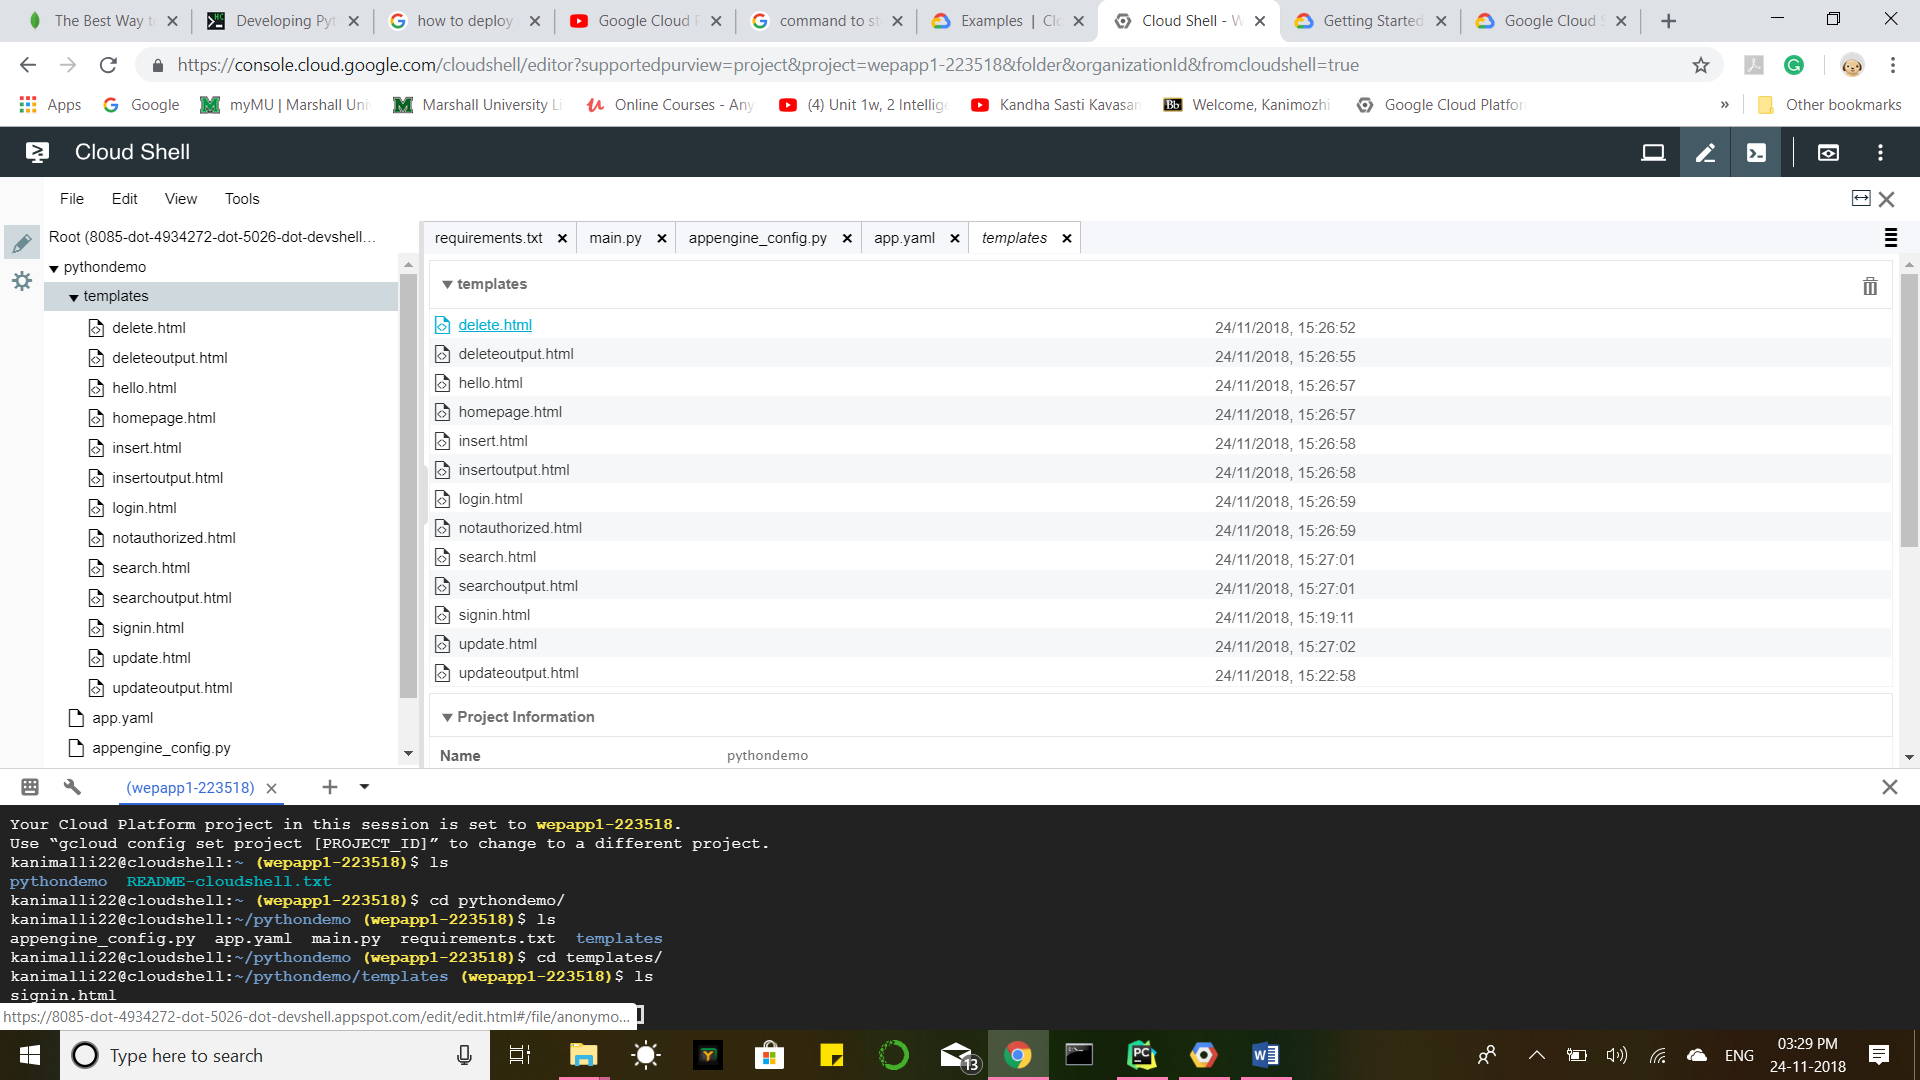 The Best Way t
Developing Pyt
how to deploy
Google Cloud P
command to st
Examples | Clo
Cloud Shell - W
Getting Started
Google Cloud S
https://console.cloud.google.com/cloudshell/editor?supportedpurview=project&project=wepapp1-223518&folder&organizationId&fromcloudshell=true
Apps
Google
myMU | Marshall Uni
Marshall University Li
Online Courses - Any
(4) Unit 1w, 2 Intellige
Kandha Sasti Kavasam
Bb Welcome, Kanimozhi
Google Cloud Platfor
»
Other bookmarks
Cloud Shell
File Edit View Tools
Root (8085-dot-4934272-dot-5026-dot-devshell...
pythondemo
templates
delete.html
deleteoutput.html
hello.html
homepage.html
insert.html
insertoutput.html
login.html
notauthorized.html
search.html
searchoutput.html
signin.html
update.html
updateoutput.html
app.yaml
appengine_config.py
requirements.txt
main.py
appengine_config.py
app.yaml
templates
templates
delete.html 24/11/2018, 15:26:52
deleteoutput.html 24/11/2018, 15:26:55
hello.html 24/11/2018, 15:26:57
homepage.html 24/11/2018, 15:26:57
insert.html 24/11/2018, 15:26:58
insertoutput.html 24/11/2018, 15:26:58
login.html 24/11/2018, 15:26:59
notauthorized.html 24/11/2018, 15:26:59
search.html 24/11/2018, 15:27:01
searchoutput.html 24/11/2018, 15:27:01
signin.html 24/11/2018, 15:19:11
update.html 24/11/2018, 15:27:02
updateoutput.html 24/11/2018, 15:22:58
Project Information
Name pythondemo
(wepapp1-223518)
Your Cloud Platform project in this session is set to wepapp1-223518.
Use “gcloud config set project [PROJECT_ID]” to change to a different project.
kanimalli22@cloudshell:~ (wepapp1-223518)$ ls
pythondemo README-cloudshell.txt
kanimalli22@cloudshell:~ (wepapp1-223518)$ cd pythondemo/
kanimalli22@cloudshell:~/pythondemo (wepapp1-223518)$ ls
appengine_config.py app.yaml main.py requirements.txt templates
kanimalli22@cloudshell:~/pythondemo (wepapp1-223518)$ cd templates/
kanimalli22@cloudshell:~/pythondemo/templates (wepapp1-223518)$ ls
signin.html
https://8085-dot-4934272-dot-5026-dot-devshell.appspot.com/edit/edit.html#/file/anonymo...
Type here to search
13
ENG
03:29 PM
24-11-2018